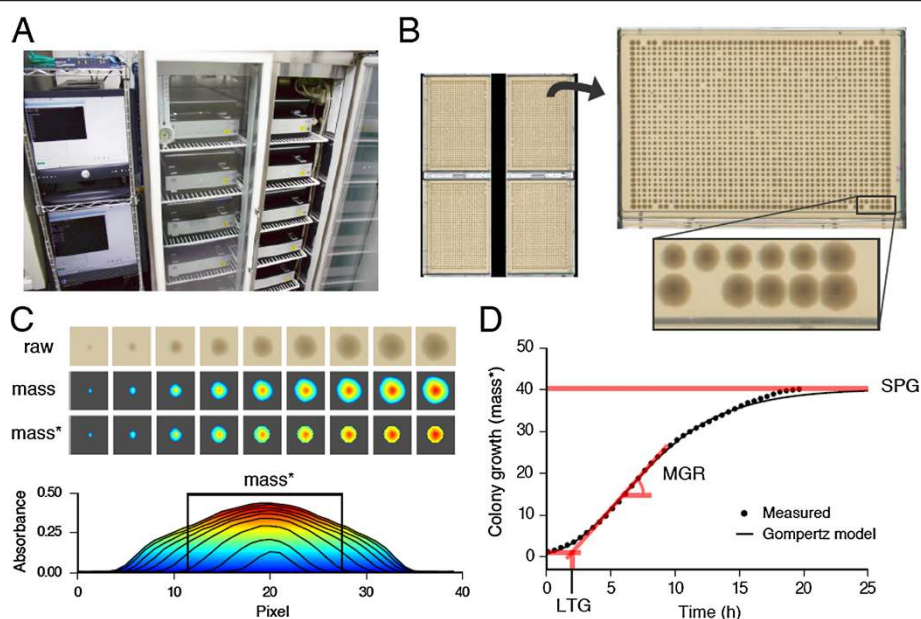 A
B
C
raw
mass
mass*
mass*
Absorbance
0.50
0.25
0.00
0
10
20
30
40
Pixel
D
Colony growth (mass*)
50
40
30
20
10
0
SPG
MGR
Measured
Gompertz model
0
5
10
15
20
25
LTG
Time (h)